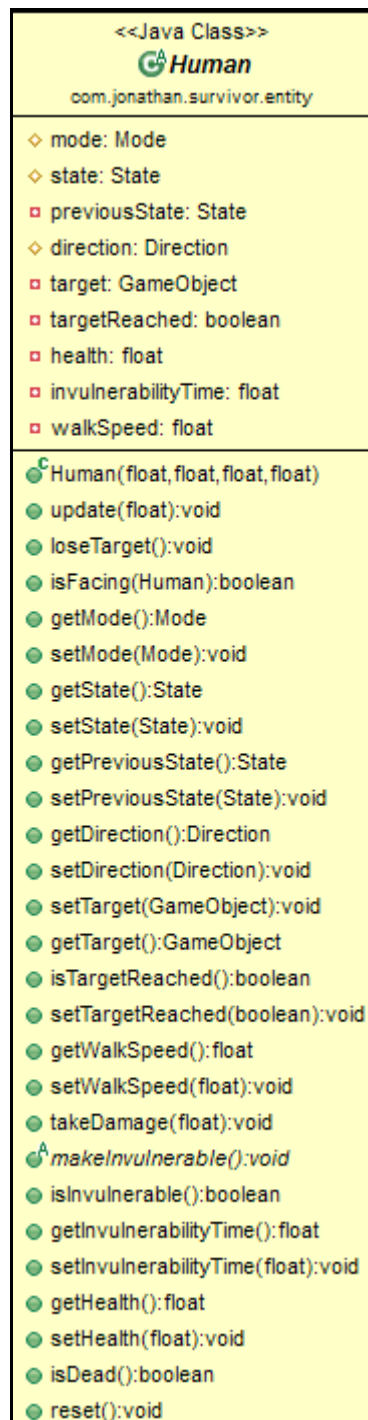 <<Java Class>>
Human
com.jonathan.survivor.entity
mode: Mode
state: State
previousState: State
direction: Direction
target: GameObject
targetReached: boolean
health: float
invulnerabilityTime: float
walkSpeed: float
Human(float,float,float,float)
update(float):void
loseTarget():void
isFacing(Human):boolean
getMode():Mode
setMode(Mode):void
getState():State
setState(State):void
getPreviousState():State
setPreviousState(State):void
getDirection():Direction
setDirection(Direction):void
setTarget(GameObject):void
getTarget():GameObject
isTargetReached():boolean
setTargetReached(boolean):void
getWalkSpeed():float
setWalkSpeed(float):void
takeDamage(float):void
makeInvulnerable():void
isInvulnerable():boolean
getInvulnerabilityTime():float
setInvulnerabilityTime(float):void
getHealth():float
setHealth(float):void
isDead():boolean
reset():void